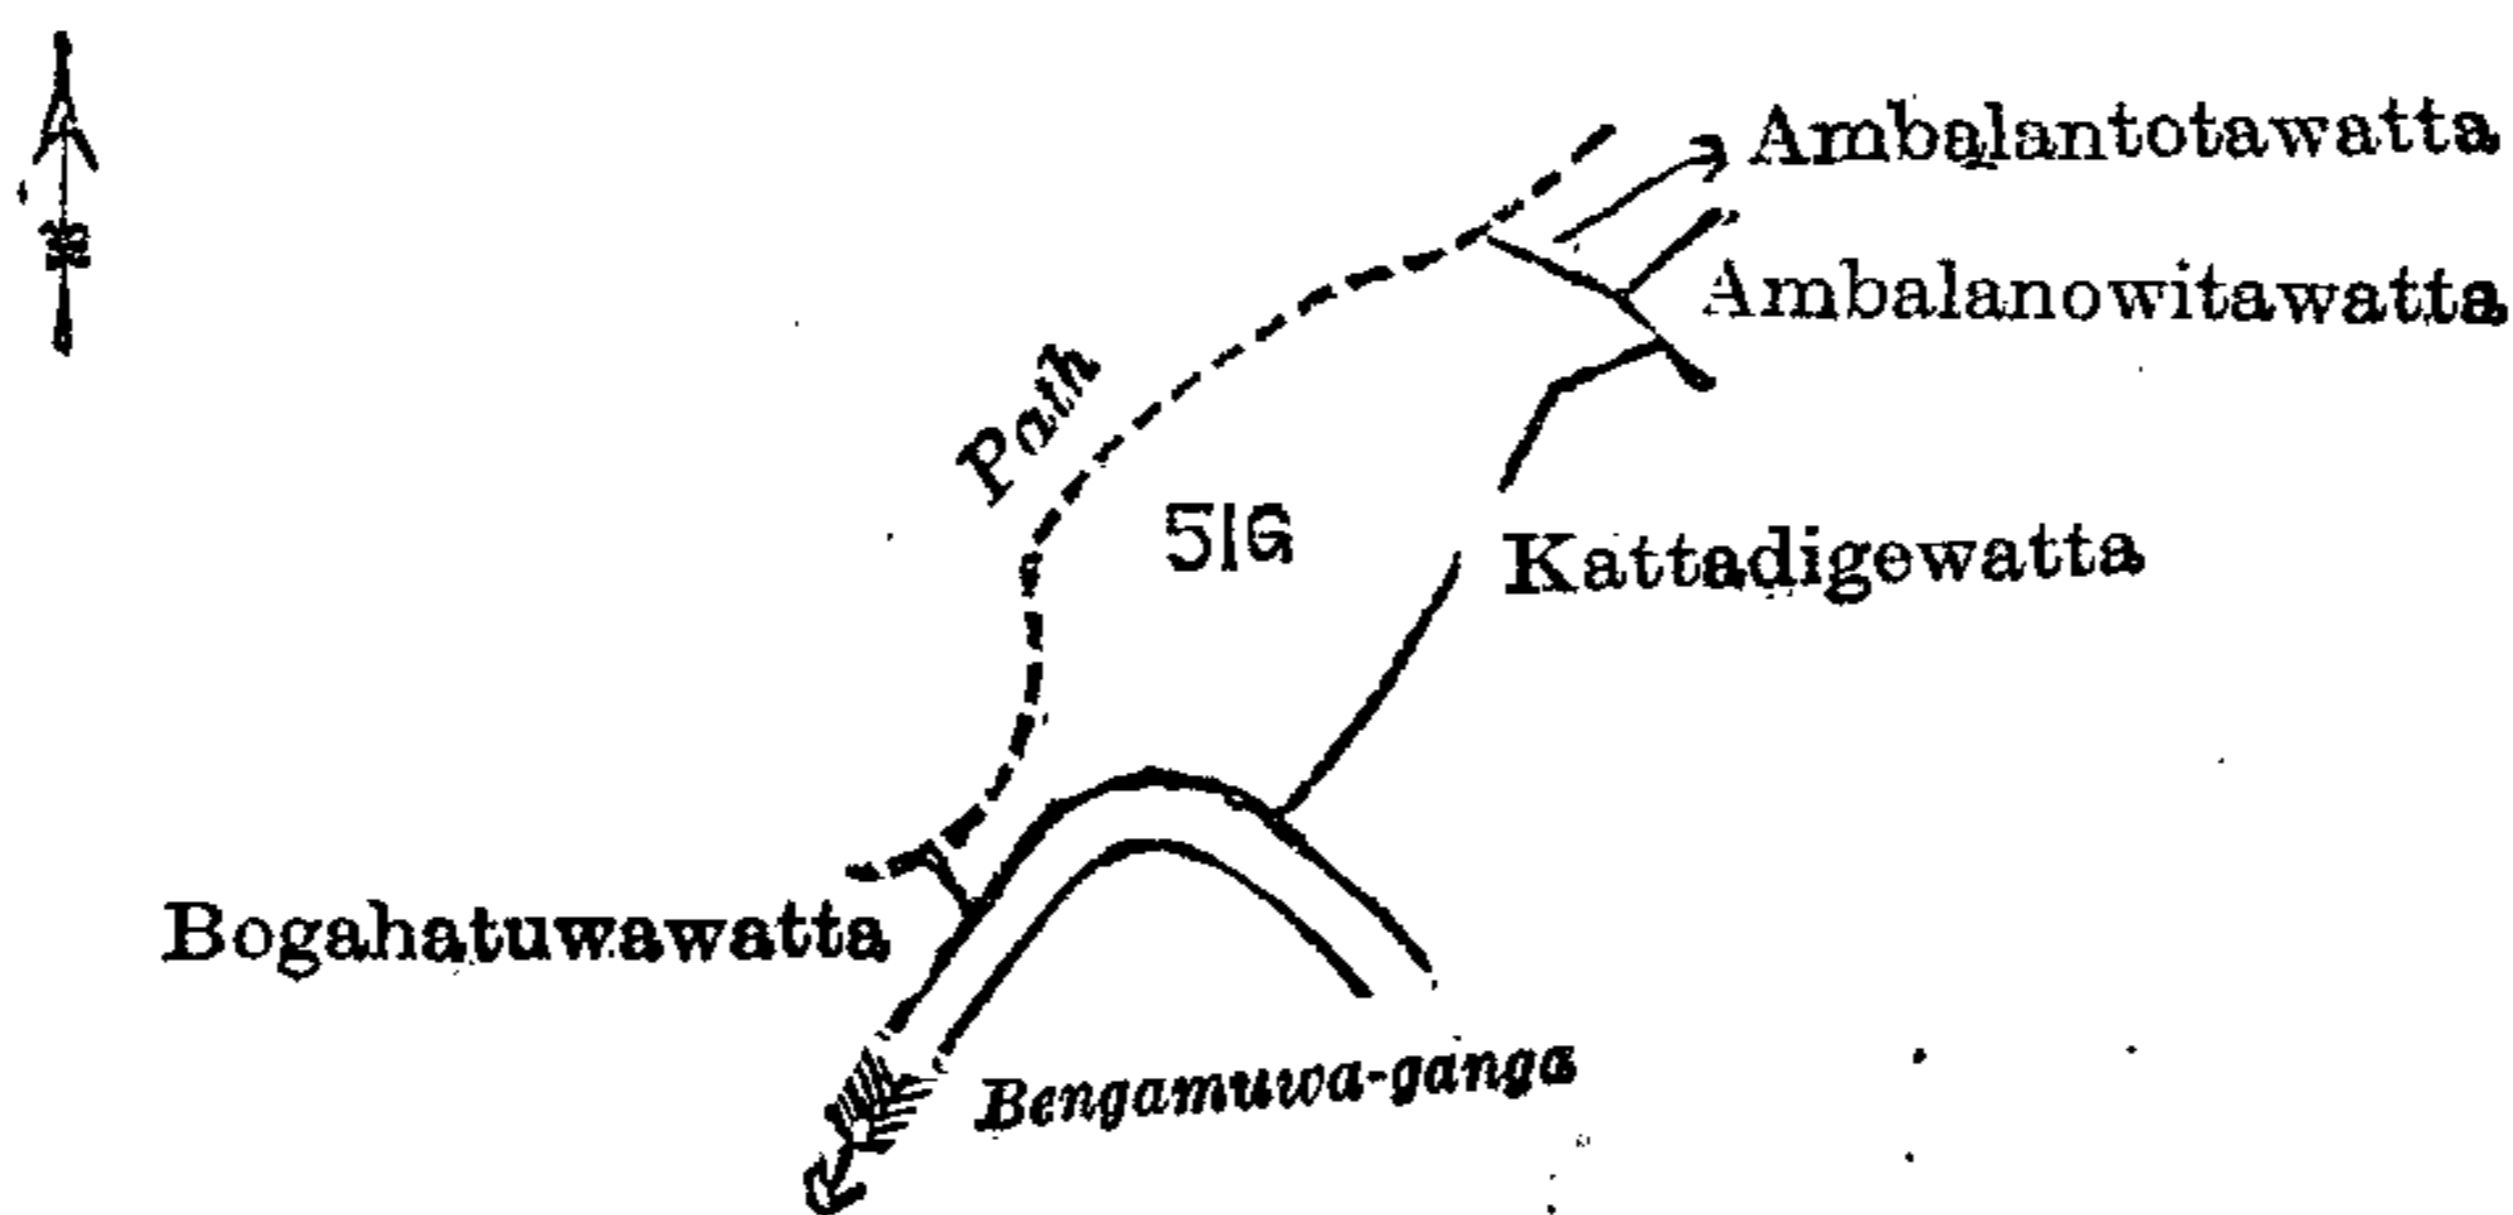 N
Ambalantotawatta
Ambalanowitawatta
Path
516
Kattadigewatta
Bogahatuwawatta
Bengamuwa-ganga